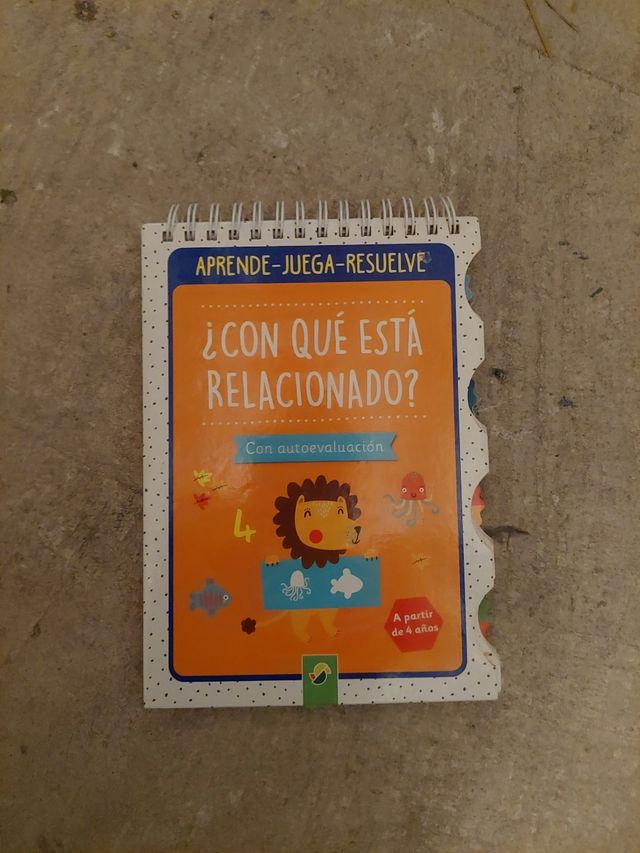 APRENDE-JUEGA-RESUELVE
¿CON QUÉ ESTÁ
RELACIONADO?
Con autoevaluación
4
A partir
de 4 años